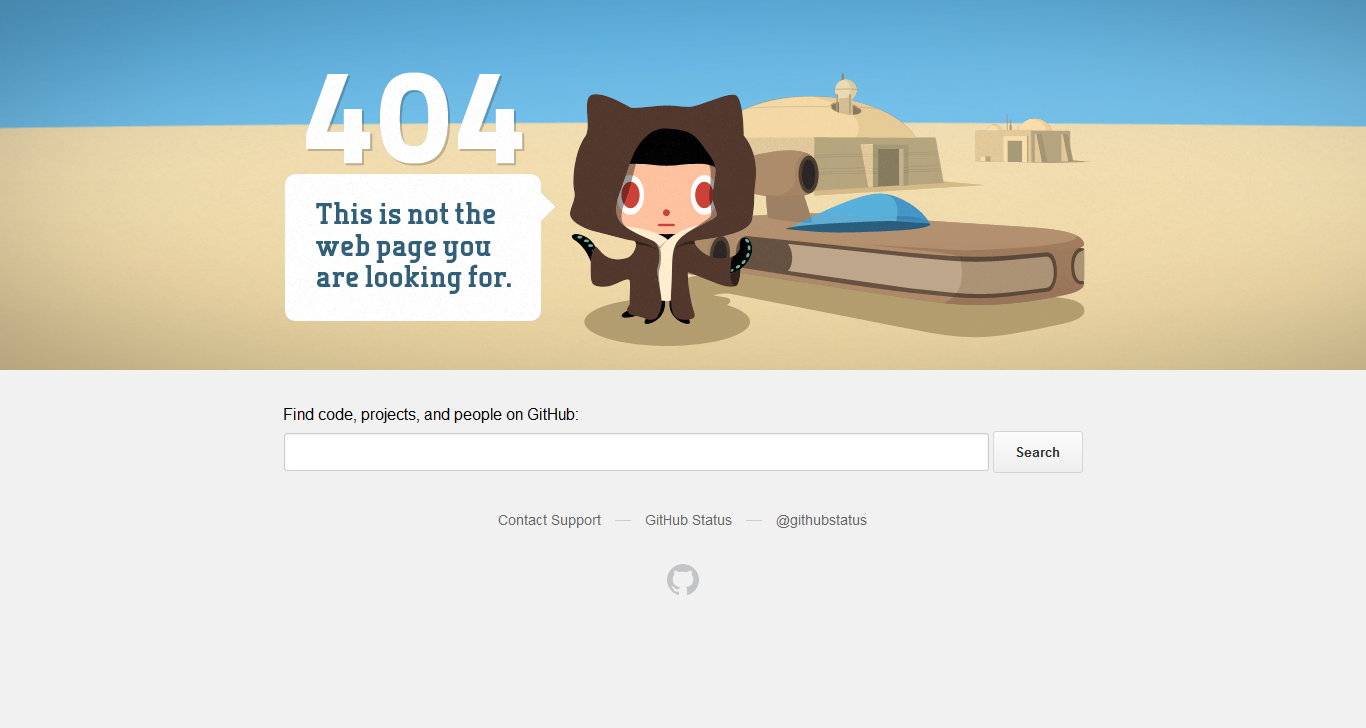 404
This is not the
web page you
are looking for.
Find code, projects, and people on GitHub:
Search
Contact Support — GitHub Status — @githubstatus